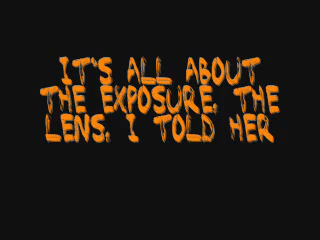 IT'S ALL ABOUT
THE EXPOSURE, THE
LENS, I TOLD HER